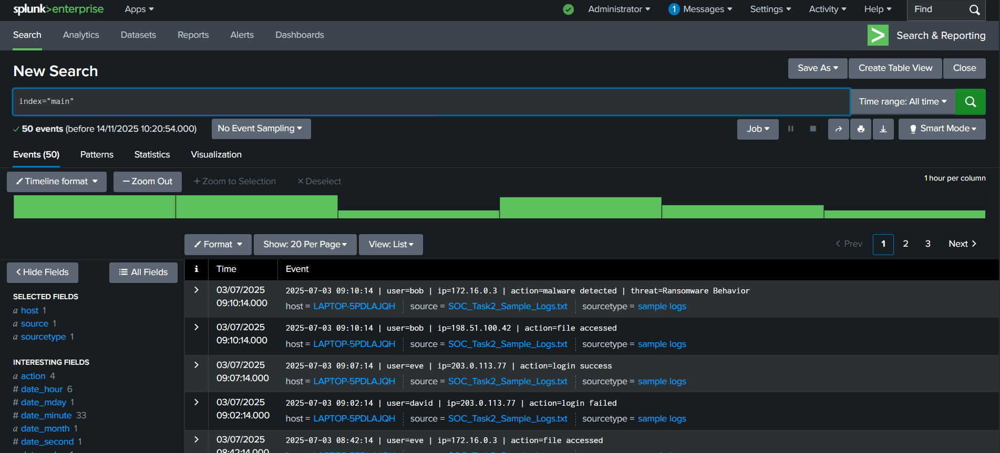 splunk>enterprise Apps Administrator 1 Messages Settings Activity Help Find
Search Analytics Datasets Reports Alerts Dashboards Search & Reporting
New Search Save As Create Table View Close
index="main" Time range: All time
50 events (before 14/11/2025 10:20:54.000) No Event Sampling Job Smart Mode
Events (50) Patterns Statistics Visualization
Timeline format — Zoom Out + Zoom to Selection × Deselect 1 hour per column
Format Show: 20 Per Page View: List < Prev 1 2 3 Next >
< Hide Fields All Fields
i Time Event
SELECTED FIELDS
a host 1
a source 1
a sourcetype 1
INTERESTING FIELDS
a action 4
# date_hour 6
# date_mday 1
# date_minute 33
a date_month 1
# date_second 1
> 03/07/2025 09:10:14.000
2025-07-03 09:10:14 | user=bob | ip=172.16.0.3 | action=malware detected | threat=Ransomware Behavior
host = LAPTOP-5PDLAJQH source = SOC_Task2_Sample_Logs.txt sourcetype = sample logs
> 03/07/2025 09:10:14.000
2025-07-03 09:10:14 | user=bob | ip=198.51.100.42 | action=file accessed
host = LAPTOP-5PDLAJQH source = SOC_Task2_Sample_Logs.txt sourcetype = sample logs
> 03/07/2025 09:07:14.000
2025-07-03 09:07:14 | user=eve | ip=203.0.113.77 | action=login success
host = LAPTOP-5PDLAJQH source = SOC_Task2_Sample_Logs.txt sourcetype = sample logs
> 03/07/2025 09:02:14.000
2025-07-03 09:02:14 | user=david | ip=203.0.113.77 | action=login failed
host = LAPTOP-5PDLAJQH source = SOC_Task2_Sample_Logs.txt sourcetype = sample logs
> 03/07/2025 08:42:14.000
2025-07-03 08:42:14 | user=eve | ip=172.16.0.3 | action=file accessed